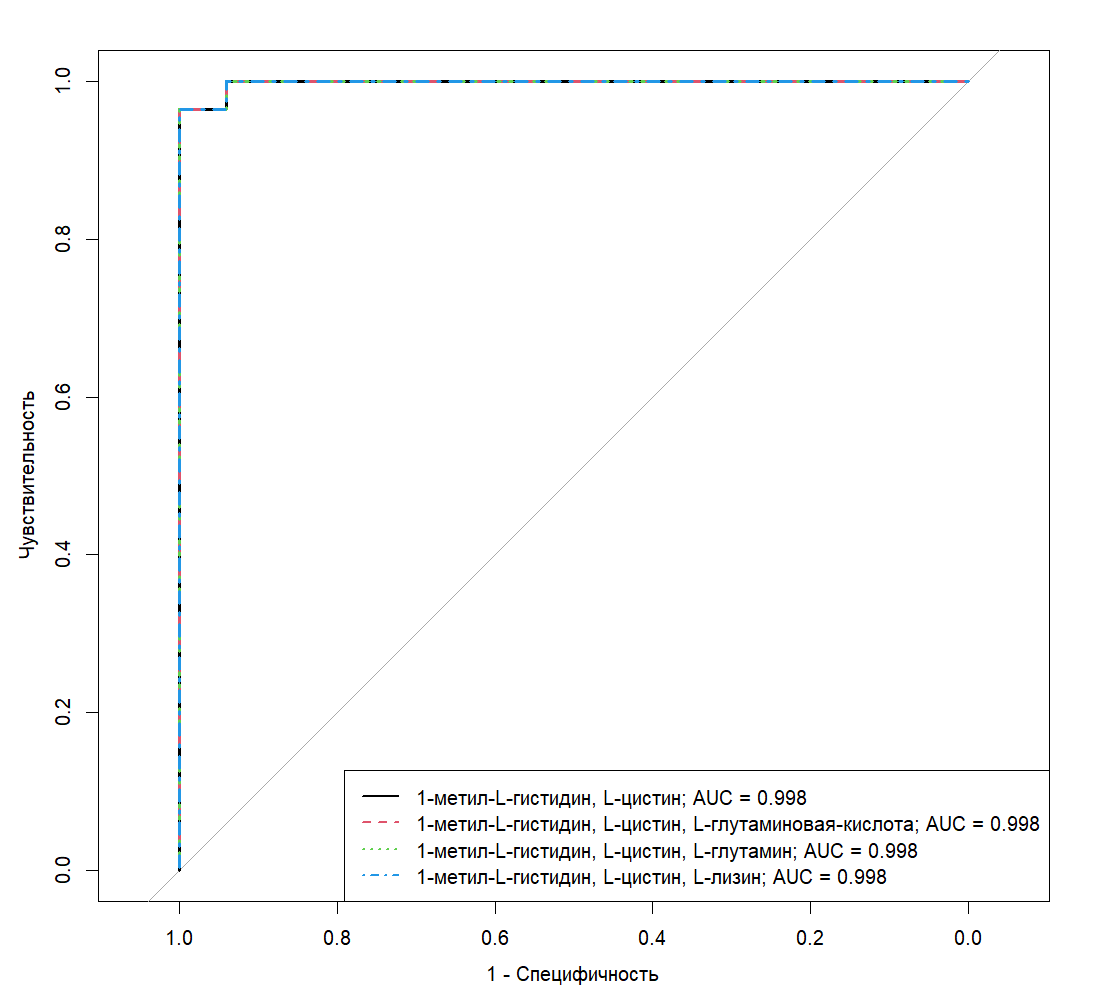 1.0
0.8
0.6
0.4
0.2
0.0
Чувствительность
1-метил-L-гистидин, L-цистин; AUC = 0.998
1-метил-L-гистидин, L-цистин, L-глутаминовая-кислота; AUC = 0.998
1-метил-L-гистидин, L-цистин, L-глутамин; AUC = 0.998
1-метил-L-гистидин, L-цистин, L-лизин; AUC = 0.998
1.0 0.8 0.6 0.4 0.2 0.0
1 - Специфичность